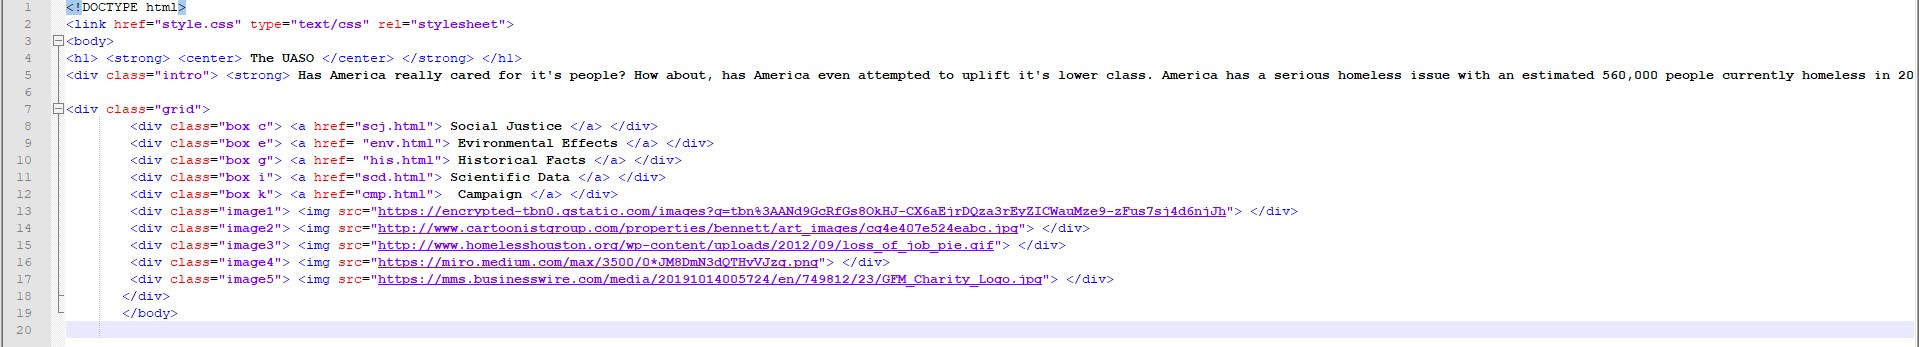 1 <!DOCTYPE html>
2 <link href="style.css" type="text/css" rel="stylesheet">
3 <body>
4 <h1> <strong> <center> The UASO </center> </strong> </h1>
5 <div class="intro"> <strong> Has America really cared for it's people? How about, has America even attempted to uplift it's lower class. America has a serious homeless issue with an estimated 560,000 people currently homeless in 20
6
7 <div class="grid">
8 <div class="box c"> <a href="scj.html"> Social Justice </a> </div>
9 <div class="box e"> <a href= "env.html"> Evironmental Effects </a> </div>
10 <div class="box g"> <a href= "his.html"> Historical Facts </a> </div>
11 <div class="box i"> <a href="scd.html"> Scientific Data </a> </div>
12 <div class="box k"> <a href="cmp.html">  Campaign </a> </div>
13 <div class="image1"> <img src="https://encrypted-tbn0.gstatic.com/images?q=tbn%3AANd9GcRfGs8OkHJ-CX6aEjrDQza3rEyZICWauMze9-zFus7sj4d6njJh"> </div>
14 <div class="image2"> <img src="http://www.cartoonistgroup.com/properties/bennett/art_images/cg4e407e524eabc.jpg"> </div>
15 <div class="image3"> <img src="http://www.homelesshouston.org/wp-content/uploads/2012/09/loss_of_job_pie.gif"> </div>
16 <div class="image4"> <img src="https://miro.medium.com/max/3500/0*JM8DmN3dQTHvVJzg.png"> </div>
17 <div class="image5"> <img src="https://mms.businesswire.com/media/20191014005724/en/749812/23/GFM_Charity_Logo.jpg"> </div>
18 </div>
19 </body>
20